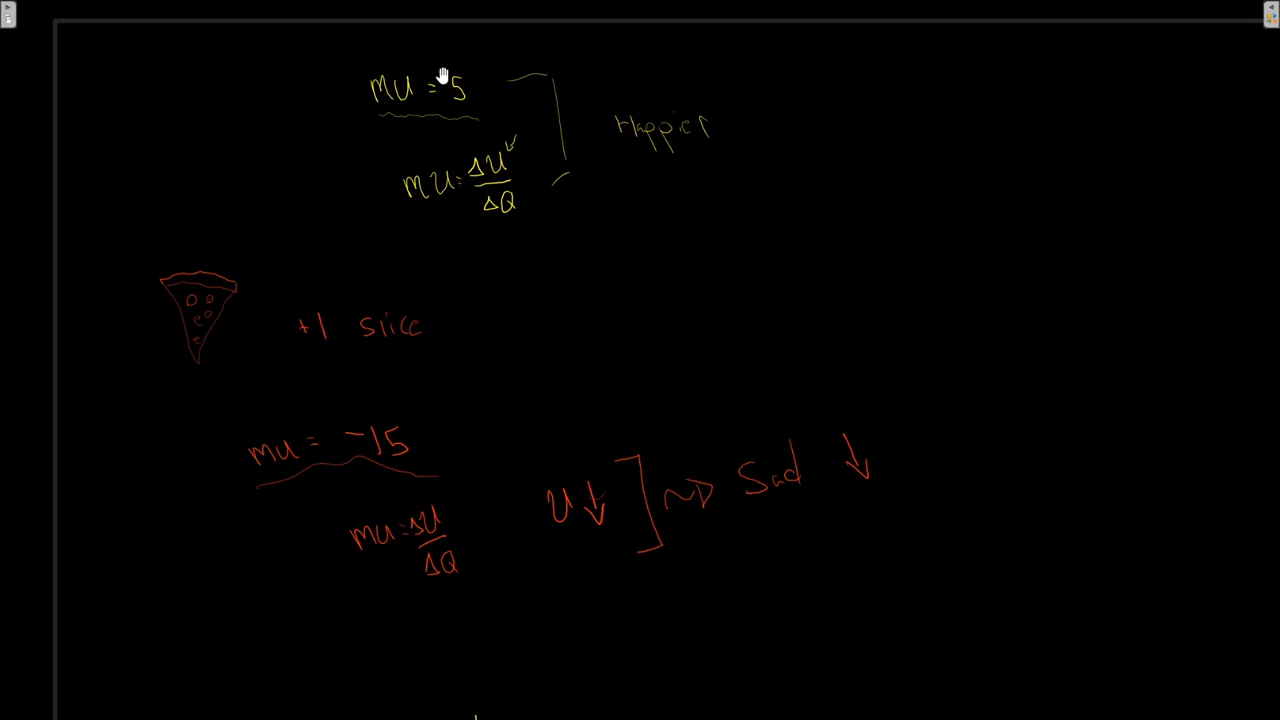 MU = 5
Happier
MU = ΔU / ΔQ
+1 slice
MU = -15
U ↓ ] ⇝ Sad ↓
MU = ΔU / ΔQ